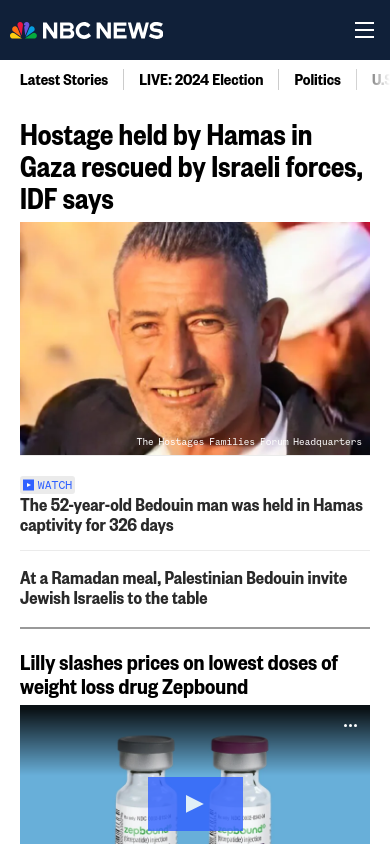 NBC NEWS
Latest Stories
LIVE: 2024 Election
Politics
Hostage held by Hamas in
Gaza rescued by Israeli forces,
IDF says
The Hostages Families Forum Headquarters
WATCH
The 52-year-old Bedouin man was held in Hamas
captivity for 326 days
At a Ramadan meal, Palestinian Bedouin invite
Jewish Israelis to the table
Lilly slashes prices on lowest doses of
weight loss drug Zepbound
zepbound
(tirzepatide) injection